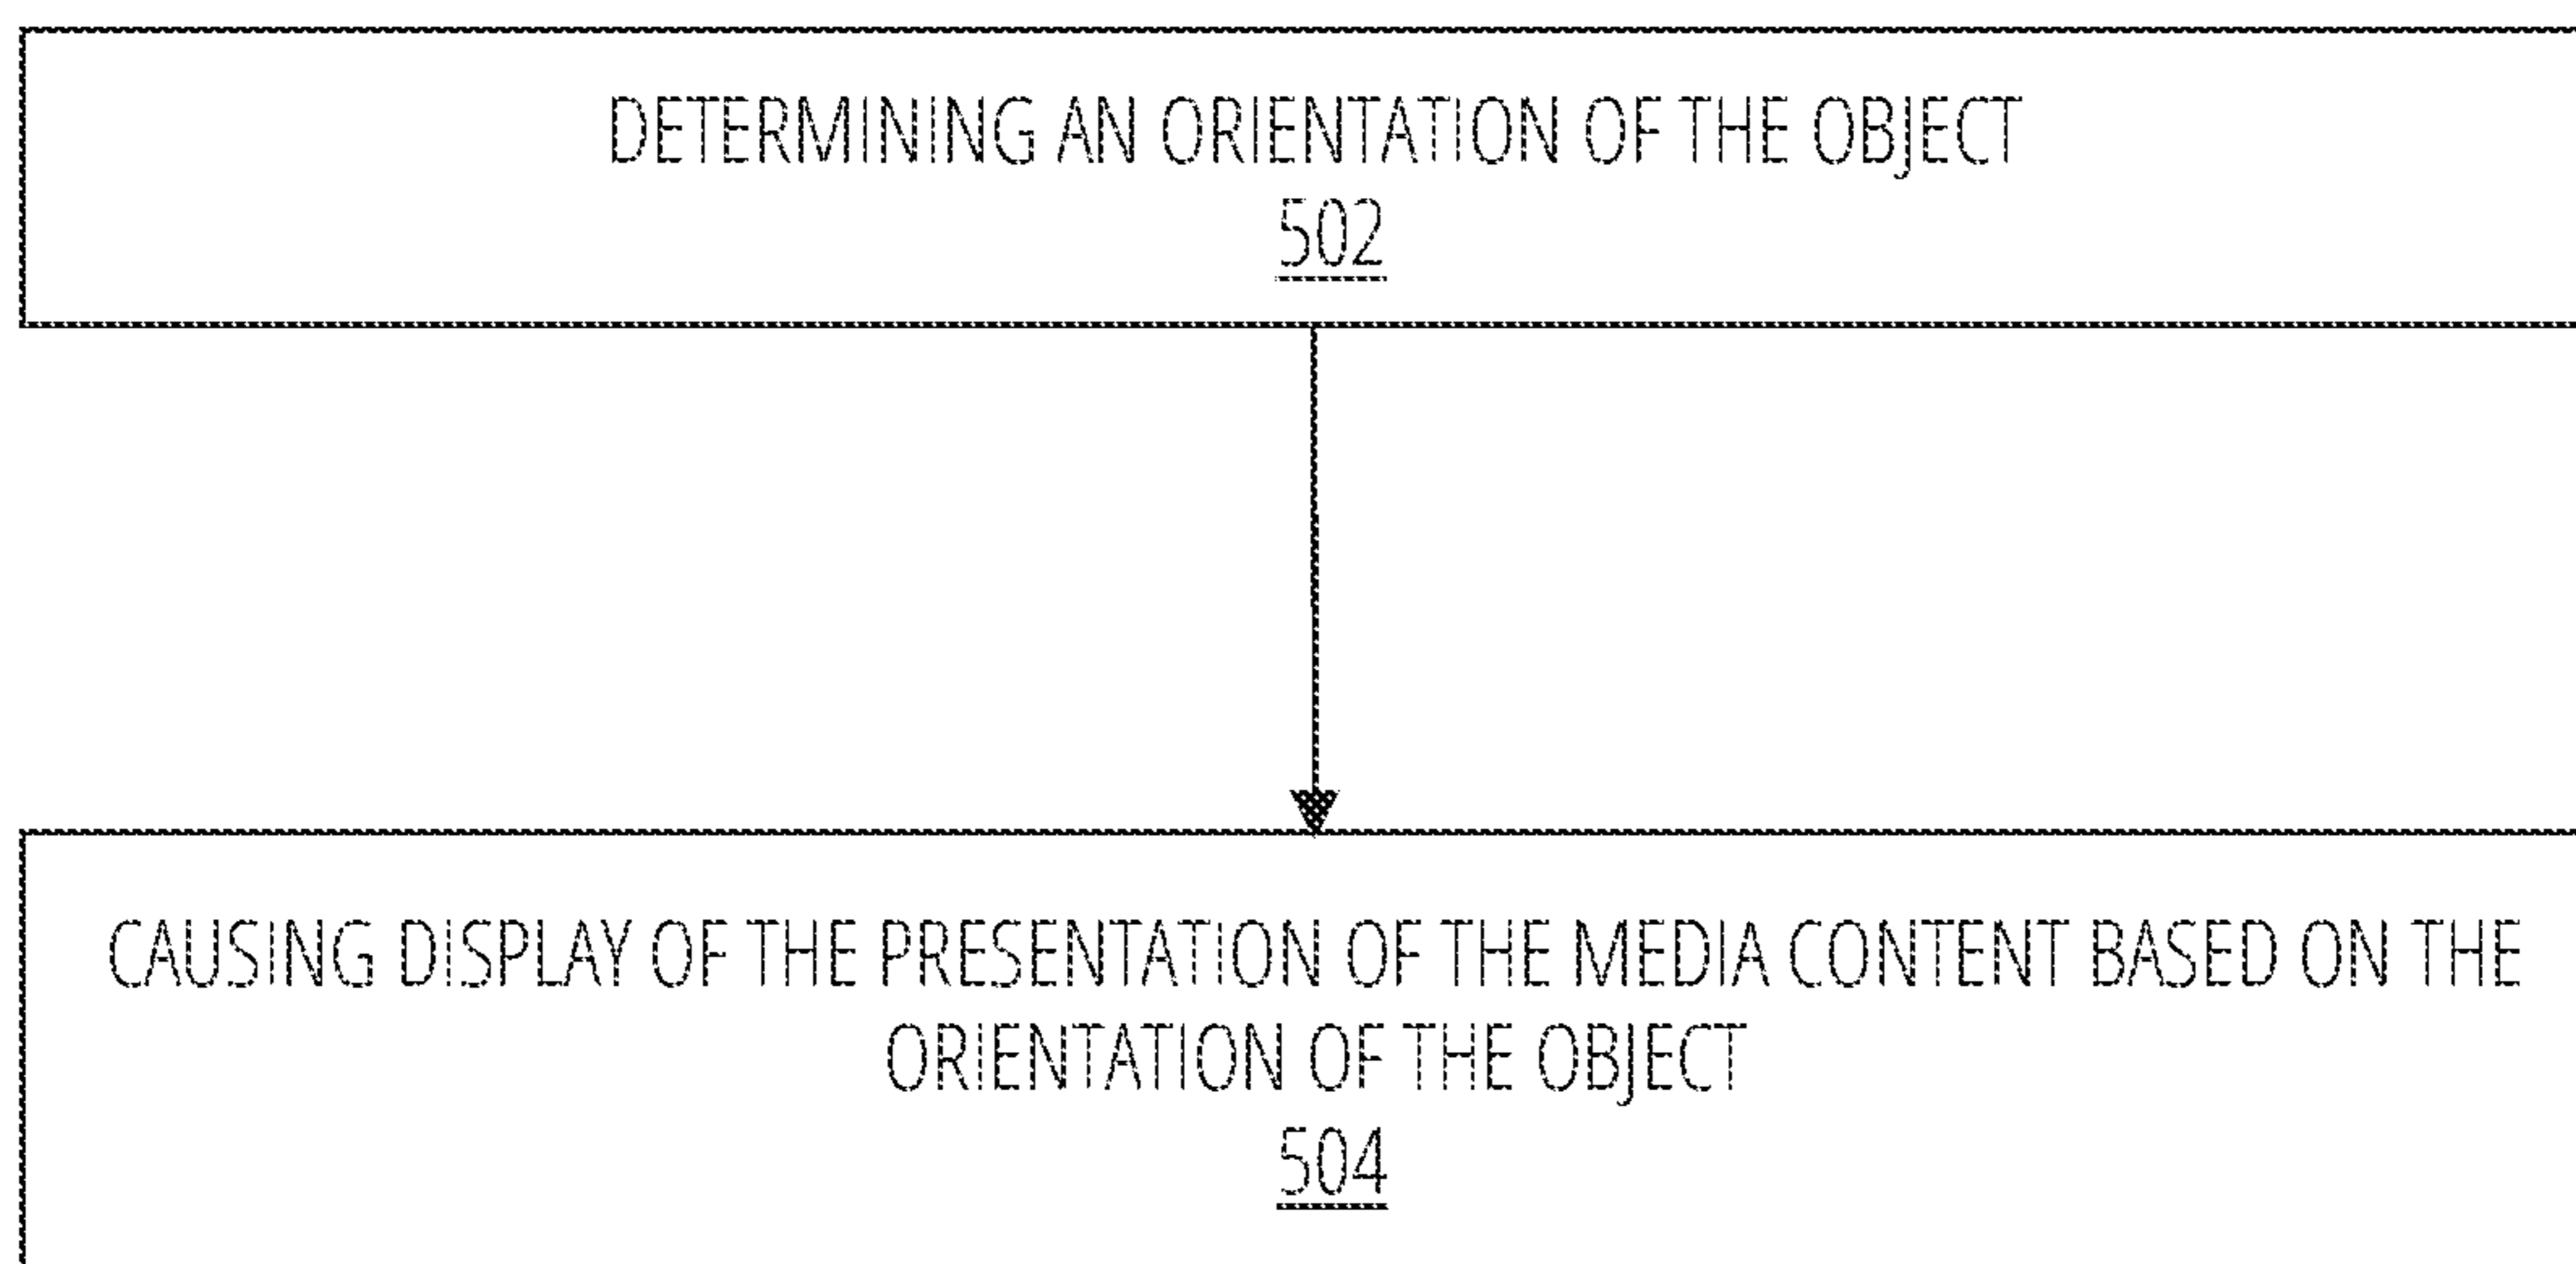 DETERMINING AN ORIENTATION OF THE OBJECT
502
CAUSING DISPLAY OF THE PRESENTATION OF THE MEDIA CONTENT BASED ON THE
ORIENTATION OF THE OBJECT
504